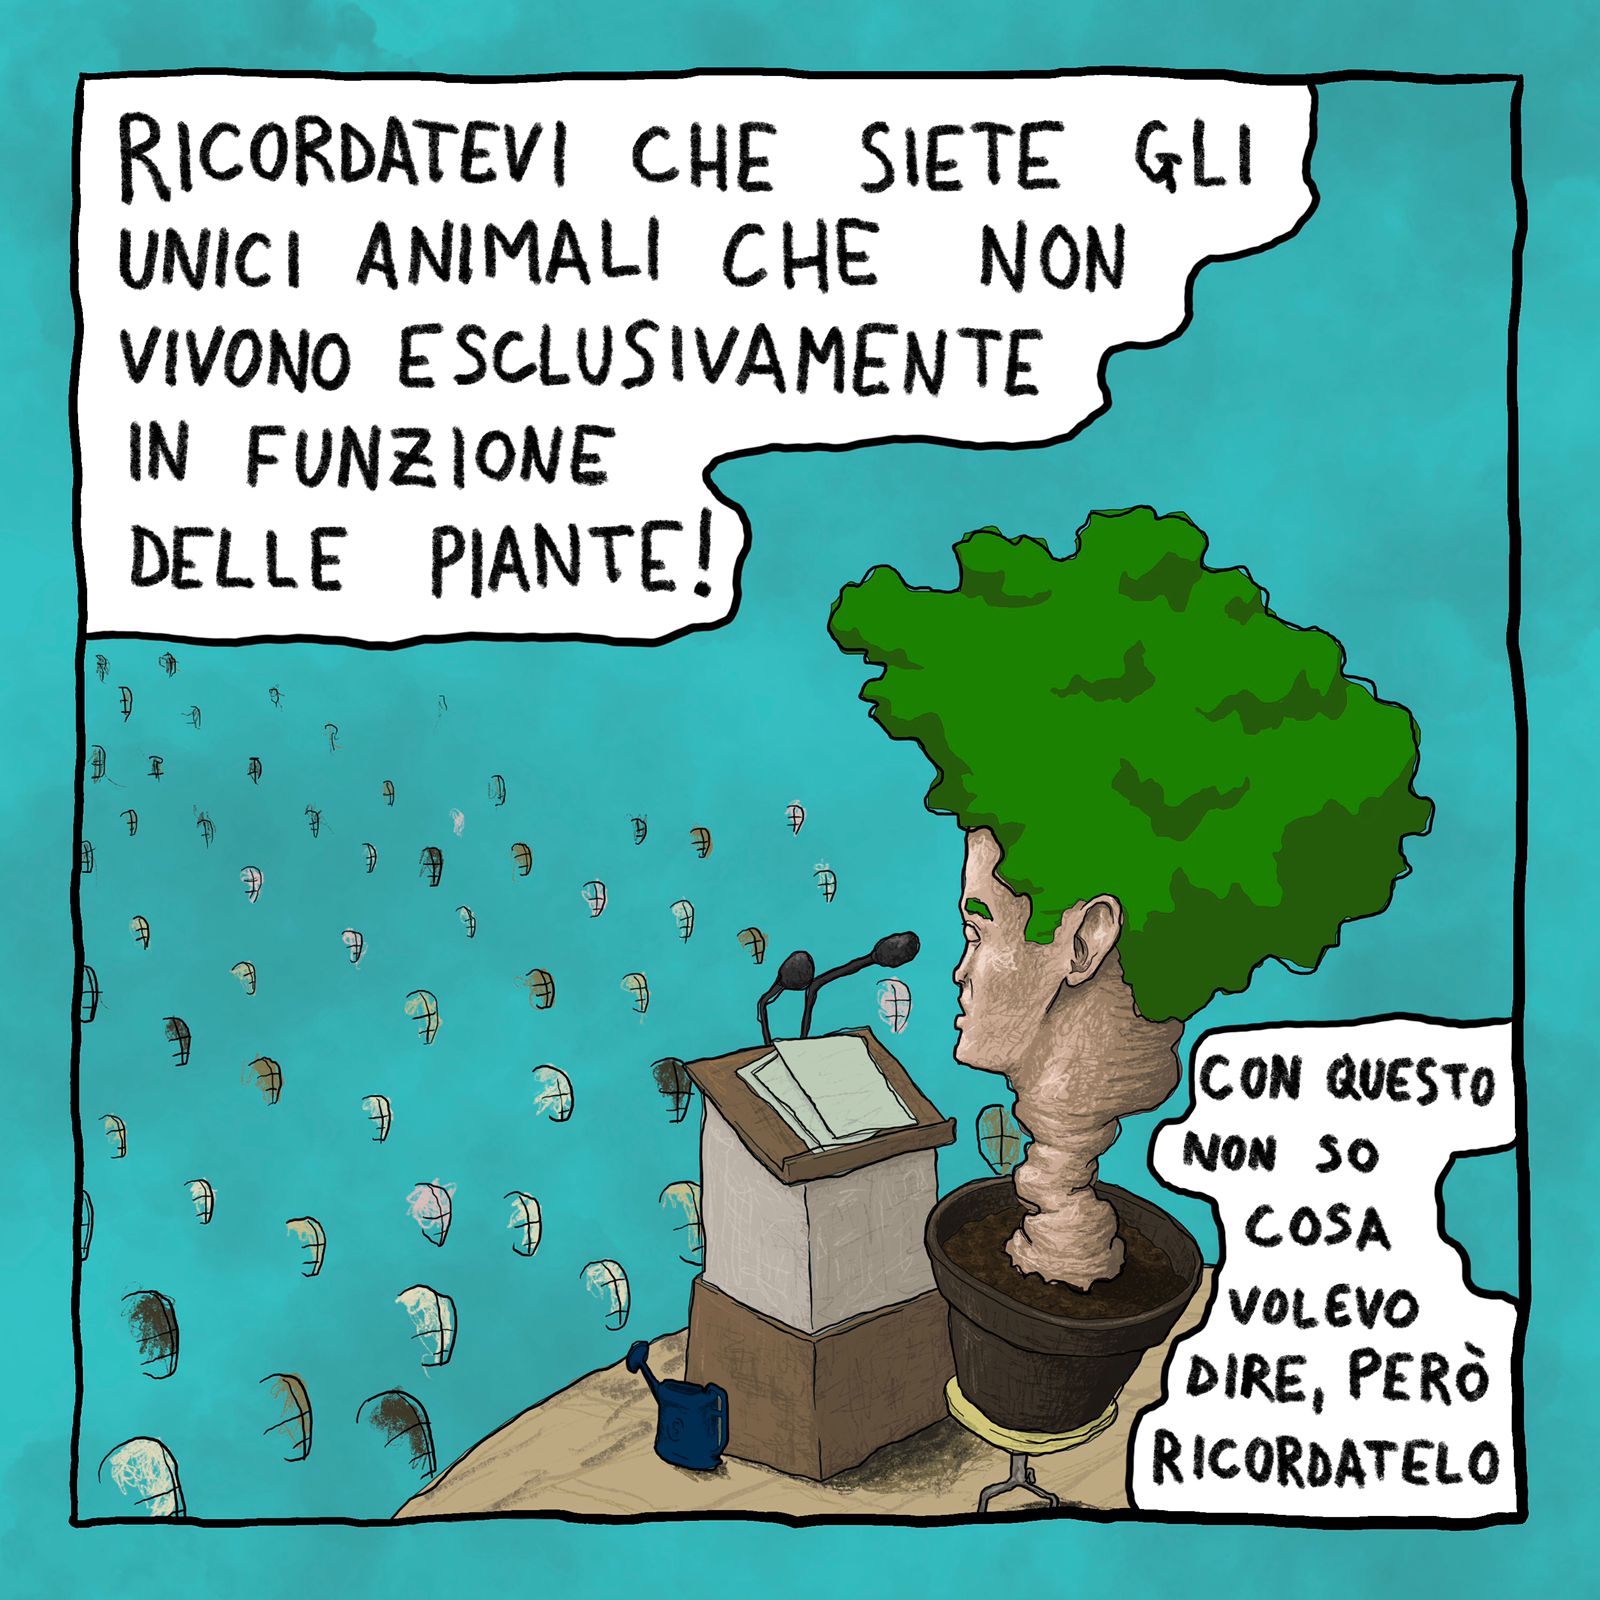 RICORDATEVI CHE SIETE GLI
UNICI ANIMALI CHE NON
VIVONO ESCLUSIVAMENTE
IN FUNZIONE
DELLE PIANTE!
CON QUESTO
NON SO
COSA
VOLEVO
DIRE, PERÒ
RICORDATELO